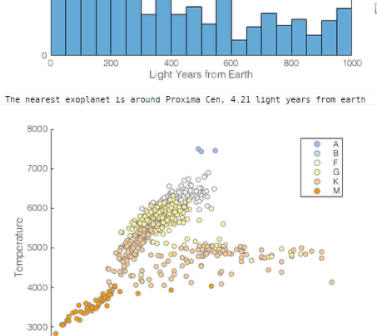 0
0 200 400 600 800 1000
Light Years from Earth
The nearest exoplanet is around Proxima Cen, 4.21 light years from earth
8000
7000
6000
5000
4000
3000
Temperature
A
B
F
G
K
M